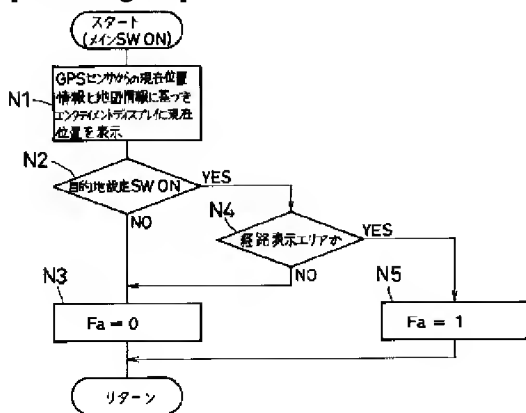 スタート
(メインSW ON)
N1
GPSセンサからの現在位置
情報と地図情報に基づき
エンタテイメントディスプレイに現在
位置を表示
N2
目的地設定SW ON
YES
NO
N4
経路表示エリアか
YES
NO
N3
Fa = 0
N5
Fa = 1
リターン